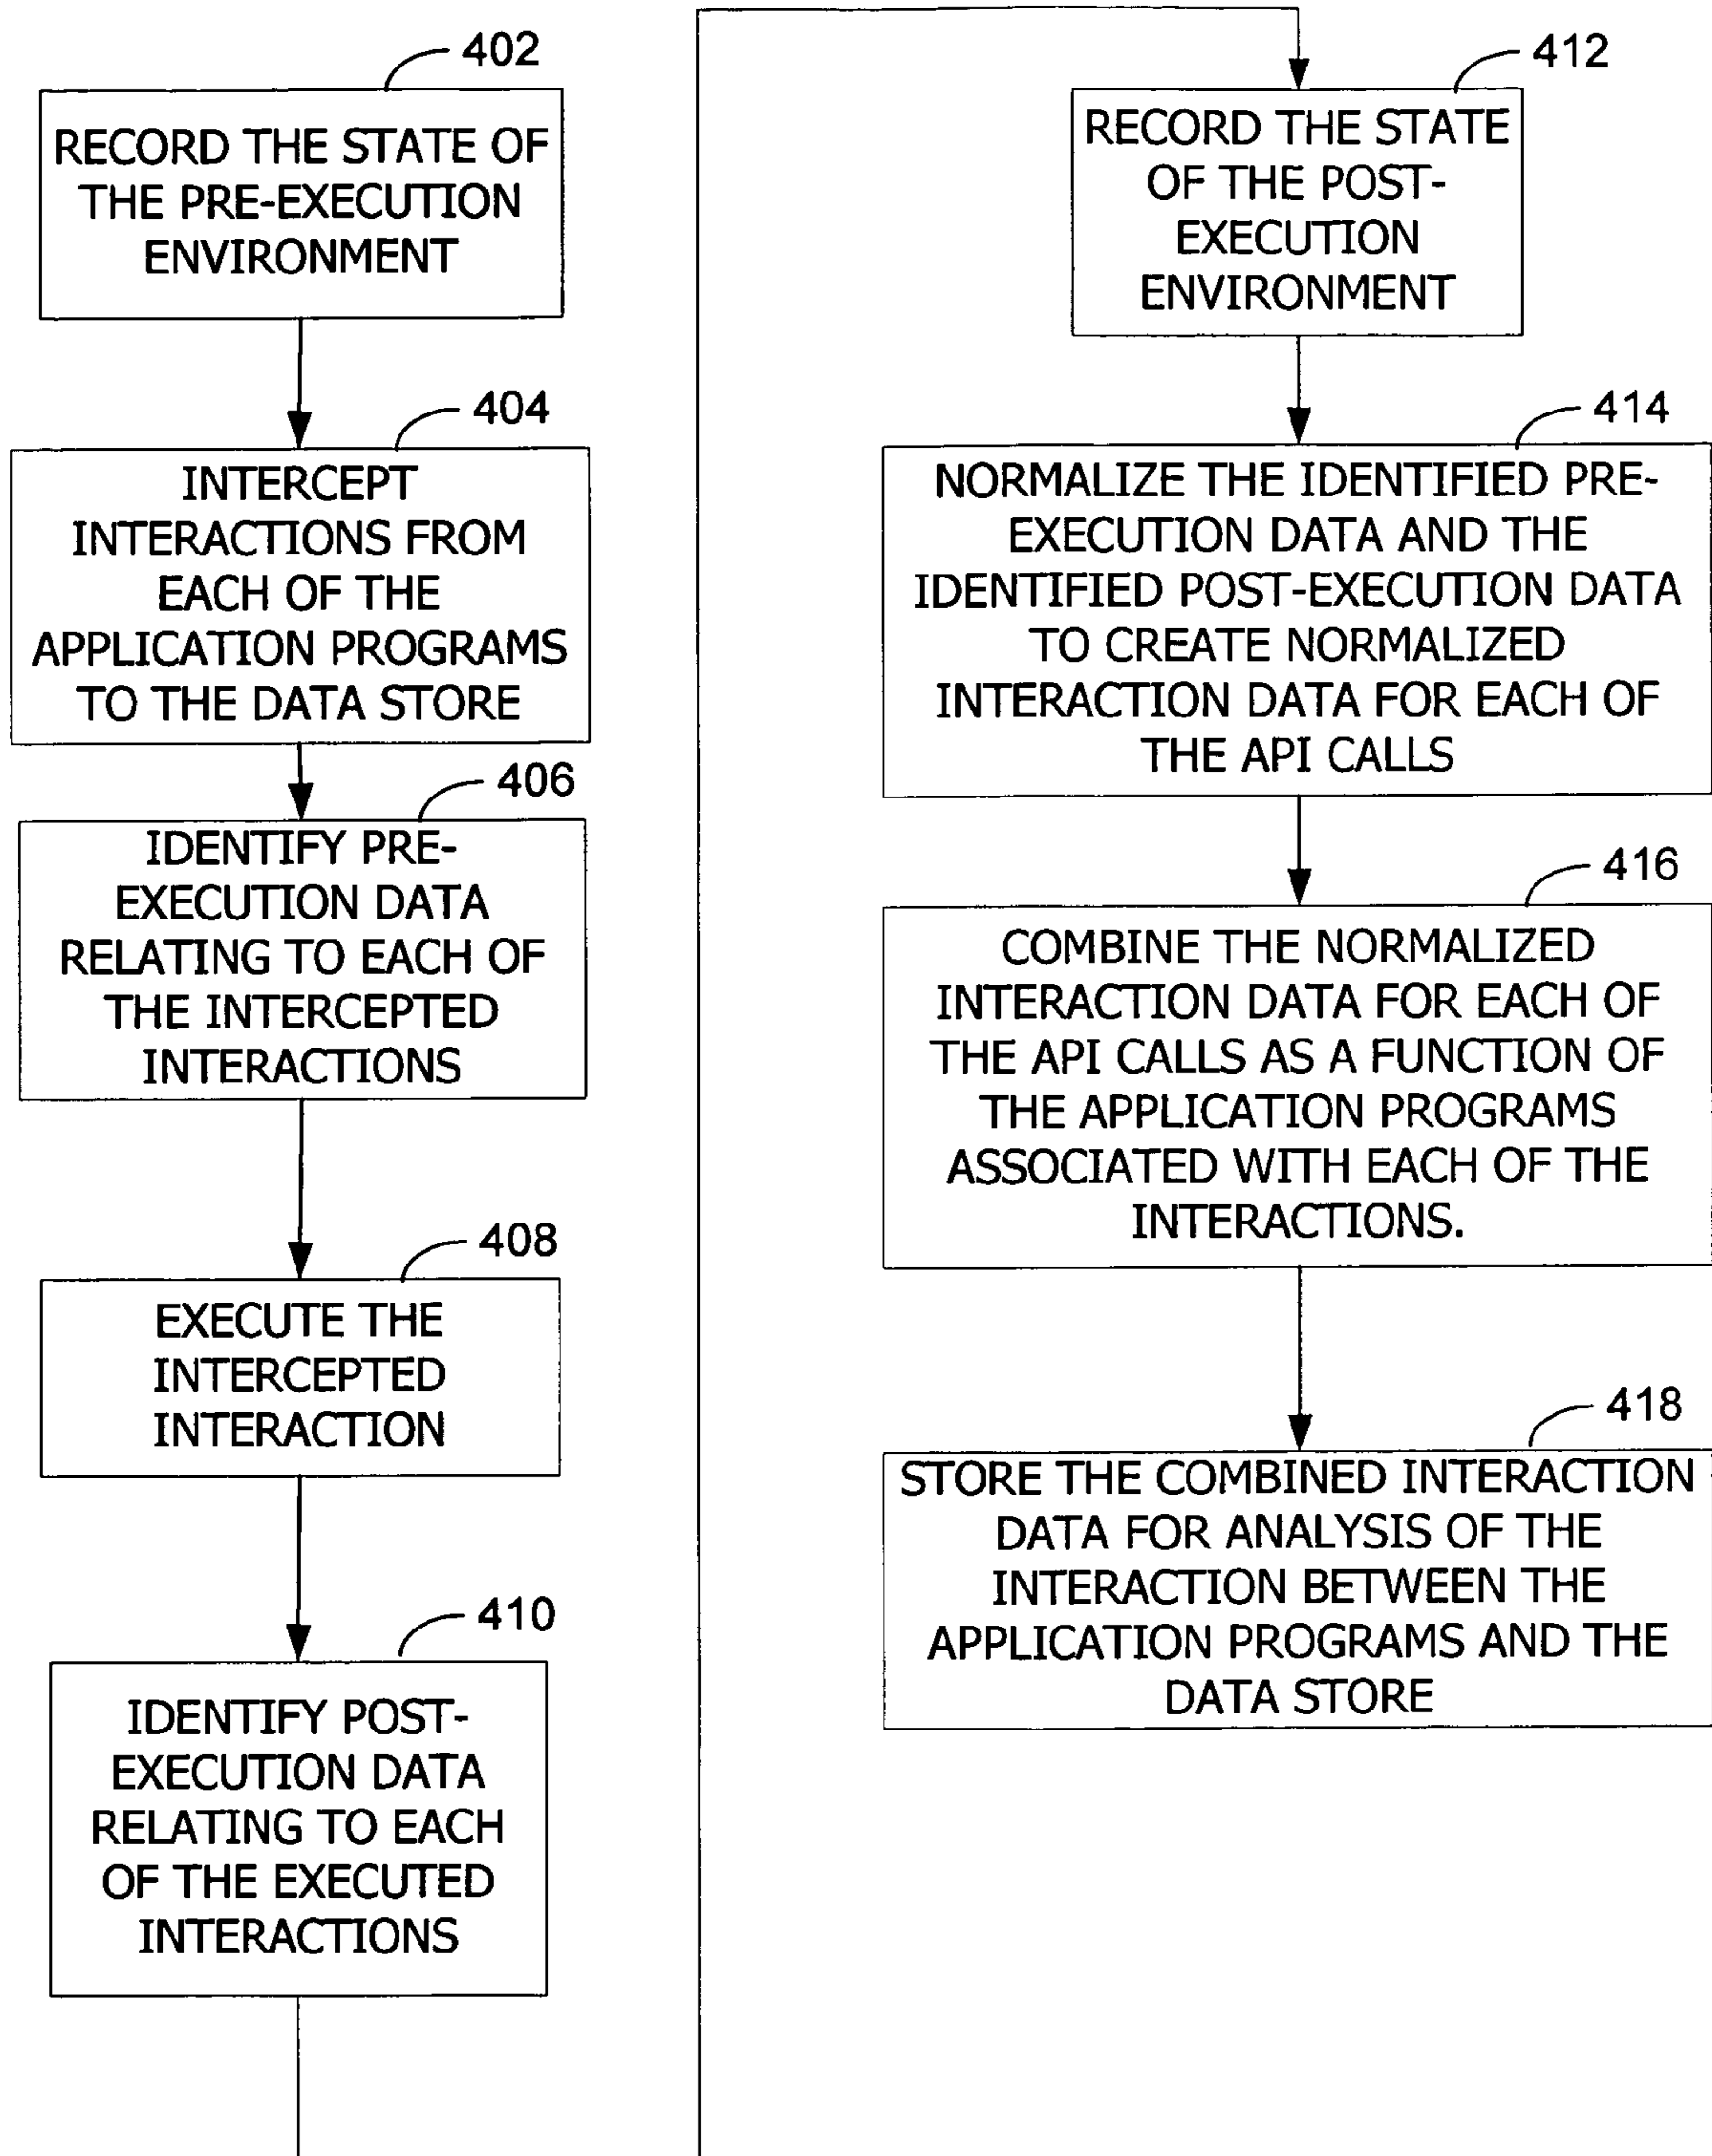 402
RECORD THE STATE OF
THE PRE-EXECUTION
ENVIRONMENT
404
INTERCEPT
INTERACTIONS FROM
EACH OF THE
APPLICATION PROGRAMS
TO THE DATA STORE
406
IDENTIFY PRE-
EXECUTION DATA
RELATING TO EACH OF
THE INTERCEPTED
INTERACTIONS
408
EXECUTE THE
INTERCEPTED
INTERACTION
410
IDENTIFY POST-
EXECUTION DATA
RELATING TO EACH
OF THE EXECUTED
INTERACTIONS
412
RECORD THE STATE
OF THE POST-
EXECUTION
ENVIRONMENT
414
NORMALIZE THE IDENTIFIED PRE-
EXECUTION DATA AND THE
IDENTIFIED POST-EXECUTION DATA
TO CREATE NORMALIZED
INTERACTION DATA FOR EACH OF
THE API CALLS
416
COMBINE THE NORMALIZED
INTERACTION DATA FOR EACH OF
THE API CALLS AS A FUNCTION OF
THE APPLICATION PROGRAMS
ASSOCIATED WITH EACH OF THE
INTERACTIONS.
418
STORE THE COMBINED INTERACTION
DATA FOR ANALYSIS OF THE
INTERACTION BETWEEN THE
APPLICATION PROGRAMS AND THE
DATA STORE